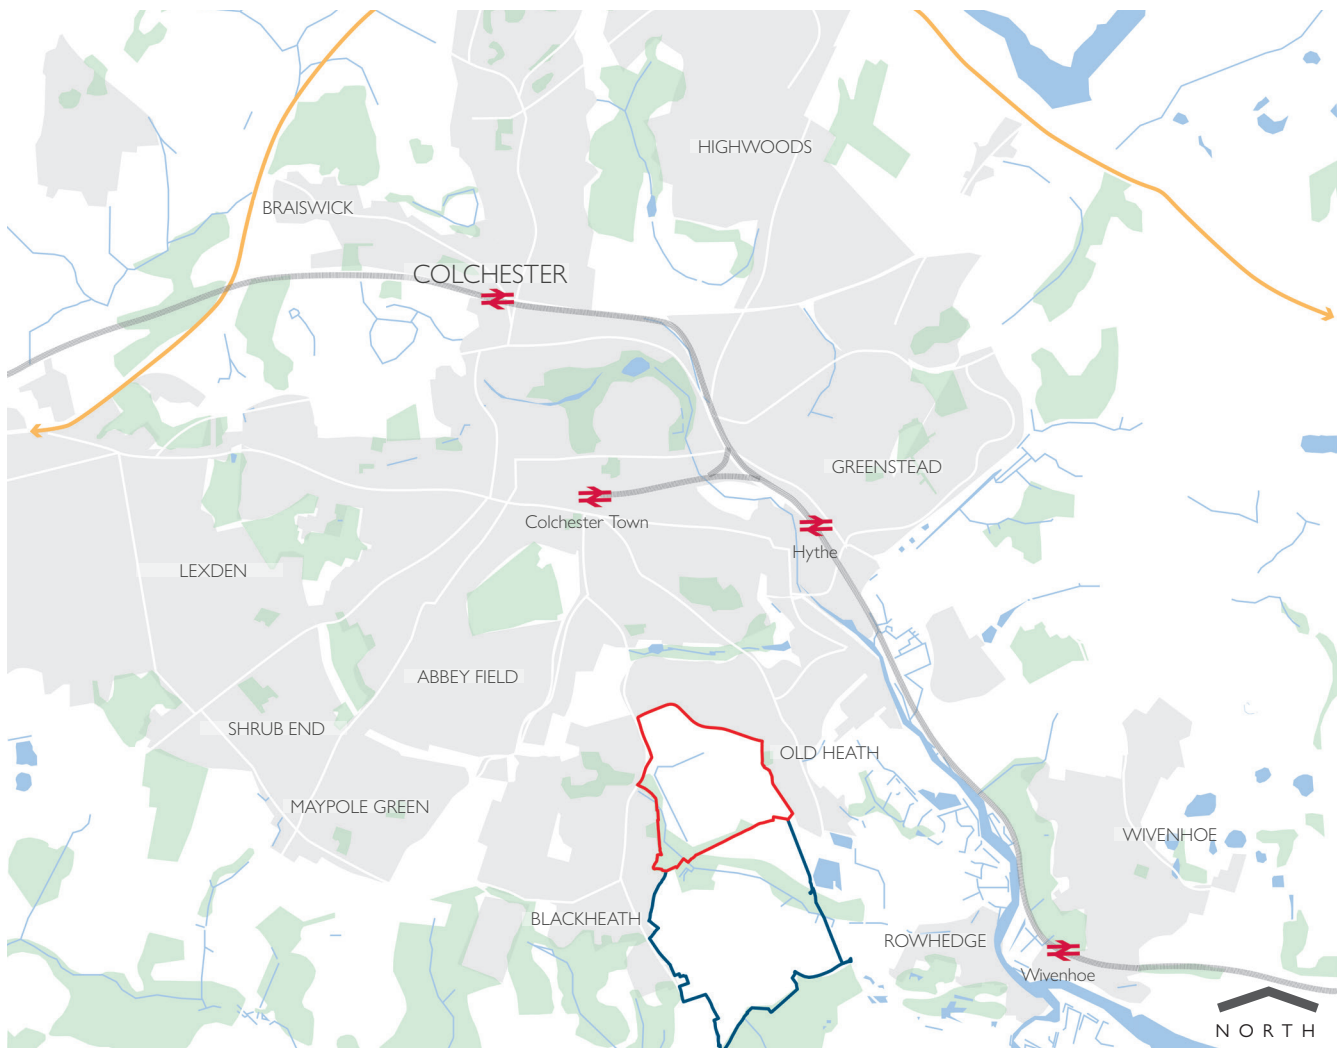 HIGHWOODS
BRAISWICK
COLCHESTER
GREENSTEAD
Colchester Town
Hythe
LEXDEN
ABBEY FIELD
SHRUB END
OLD HEATH
MAYPOLE GREEN
WIVENHOE
BLACKHEATH
ROWHEDGE
Wivenhoe
NORTH